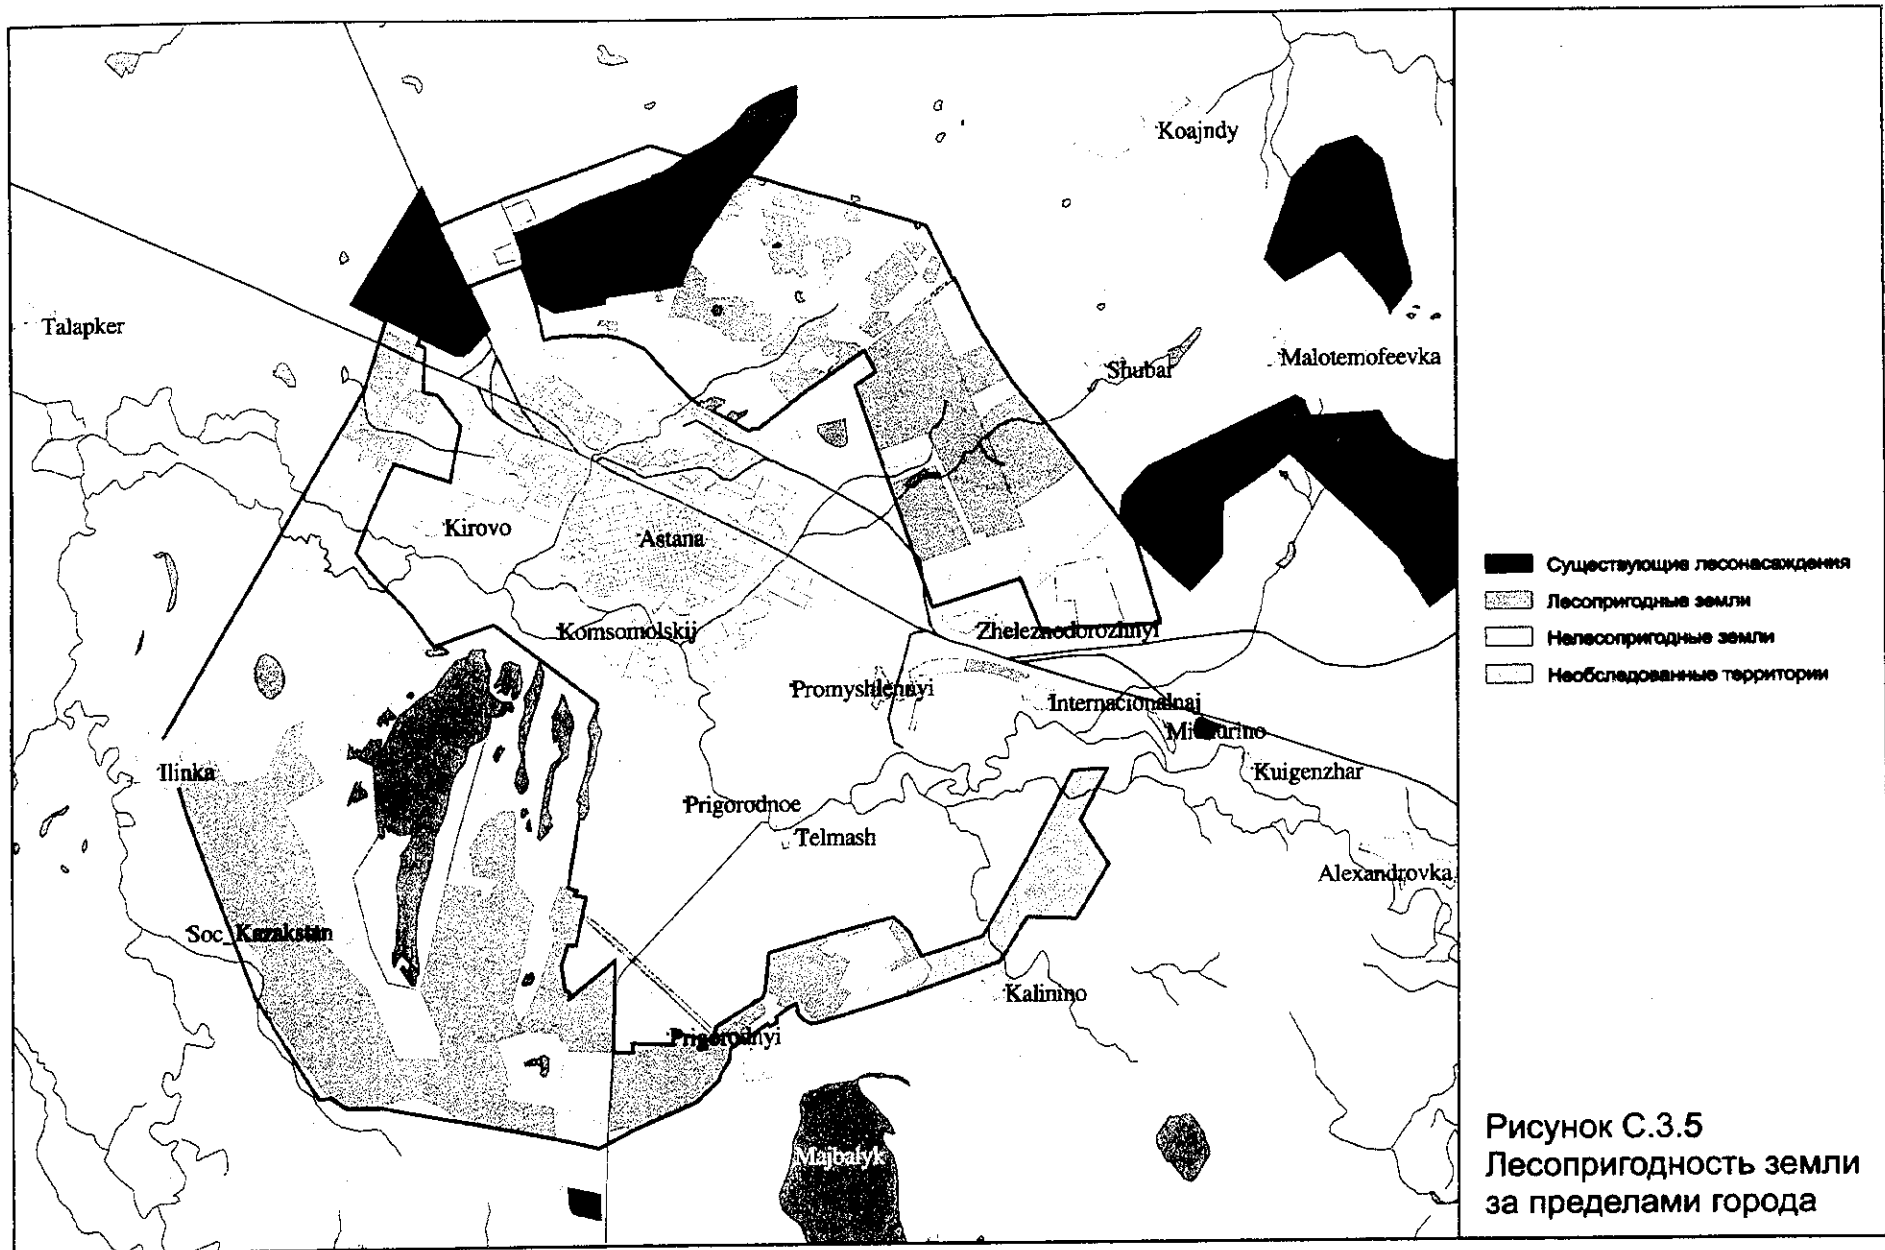 Koajndy
Talapker
Malotemofeevka
Shubar
Kirovo
Astana
Komsomolskij
Zheleznodorozhnyi
Promyshlennyi
Internacionalnaj
Kuigenzhar
Ilinka
Prigorodnoe
Telmash
Alexandrovka
Soc_Kazakstan
Kalinino
Prigorodnyi
Majbalyk
Существующие лесонасаждения
Лесопригодные земли
Нелесопригодные земли
Необследованные территории
Рисунок С.3.5
Лесопригодность земли
за пределами города